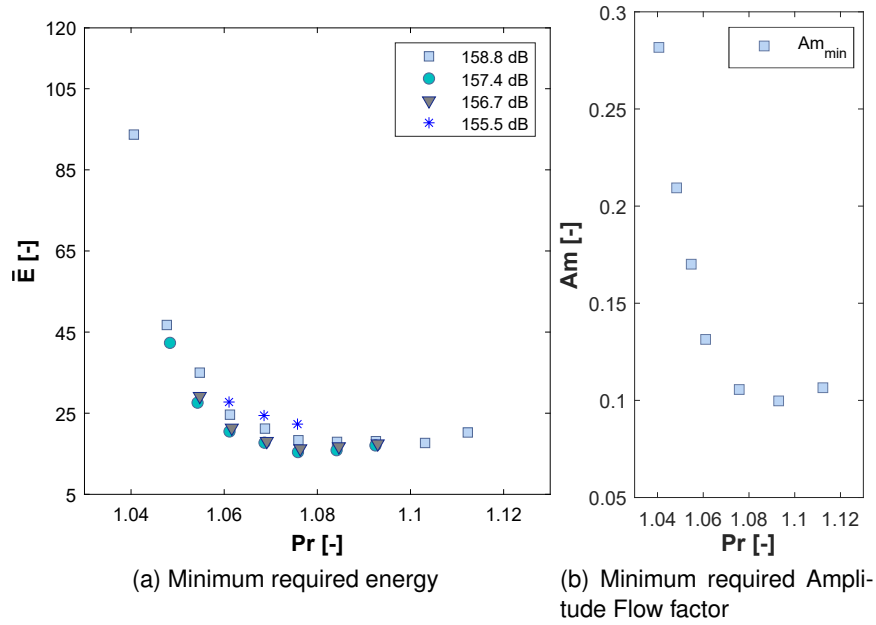 120
105
85
65
45
25
5
Ē [-]
1.04 1.06 1.08 1.1 1.12
Pr [-]
158.8 dB
157.4 dB
156.7 dB
155.5 dB
(a) Minimum required energy
0.3
0.25
0.2
0.15
0.1
0.05
Am [-]
1.04 1.06 1.08 1.1 1.12
Pr [-]
Am_min
(b) Minimum required Ampli-
tude Flow factor